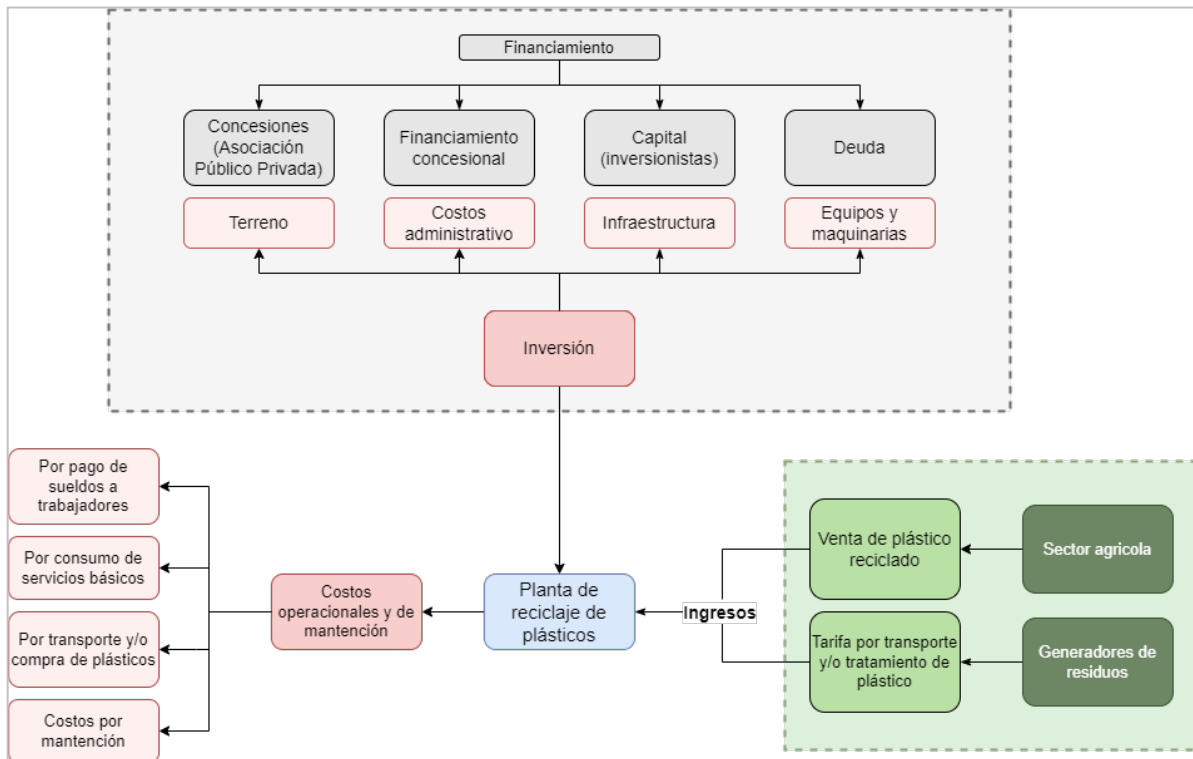 Financiamiento
Concesiones
(Asociación
Público Privada)
Financiamiento
concesional
Capital
(inversionistas)
Deuda
Terreno
Costos
administrativo
Infraestructura
Equipos y
maquinarias
Inversión
Por pago de
sueldos a
trabajadores
Por consumo de
servicios básicos
Por transporte y/o
compra de plásticos
Costos por
mantención
Costos
operacionales y de
mantención
Planta de
reciclaje de
plásticos
Ingresos
Venta de plástico
reciclado
Tarifa por transporte
y/o tratamiento de
plástico
Sector agricola
Generadores de
residuos